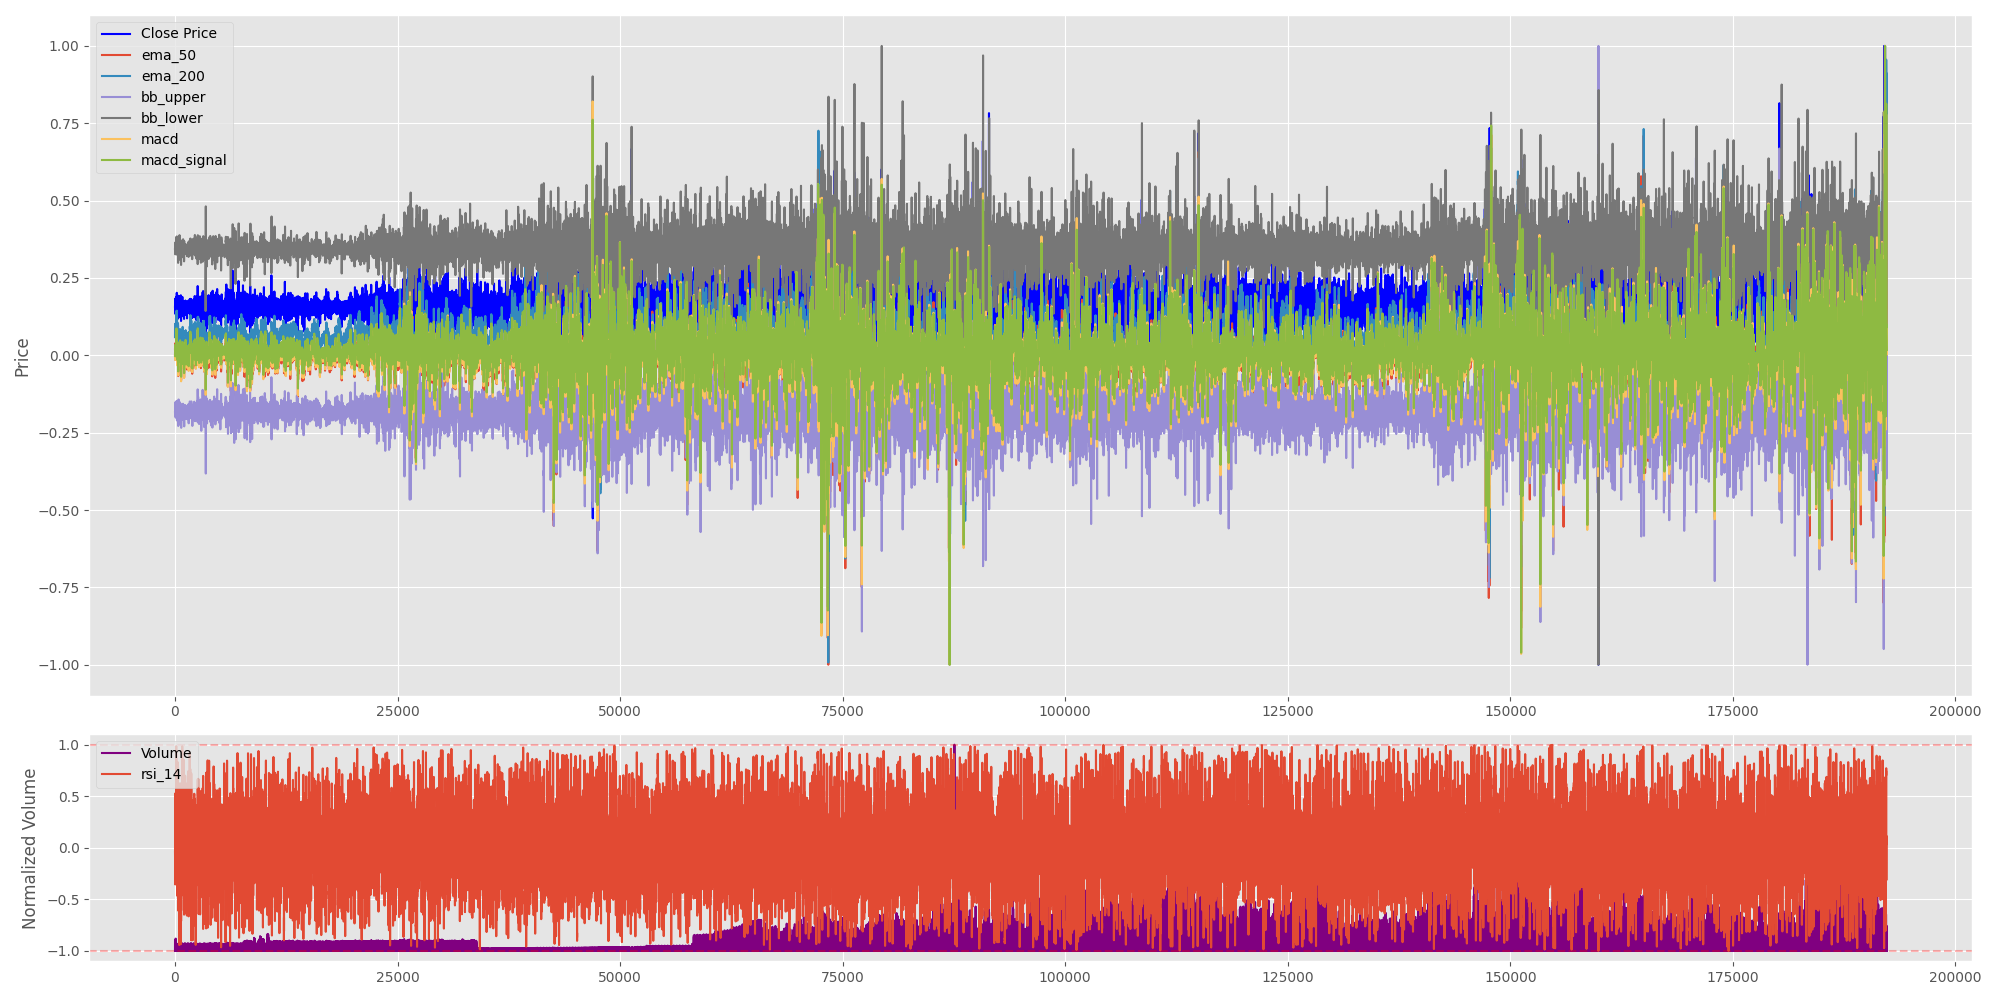 Close Price
ema_50
ema_200
bb_upper
bb_lower
macd
macd_signal
1.00
0.75
0.50
0.25
0.00
−0.25
−0.50
−0.75
−1.00
Price
0 25000 50000 75000 100000 125000 150000 175000 200000
Volume
rsi_14
1.0
0.5
0.0
−0.5
−1.0
Normalized Volume
0 25000 50000 75000 100000 125000 150000 175000 200000